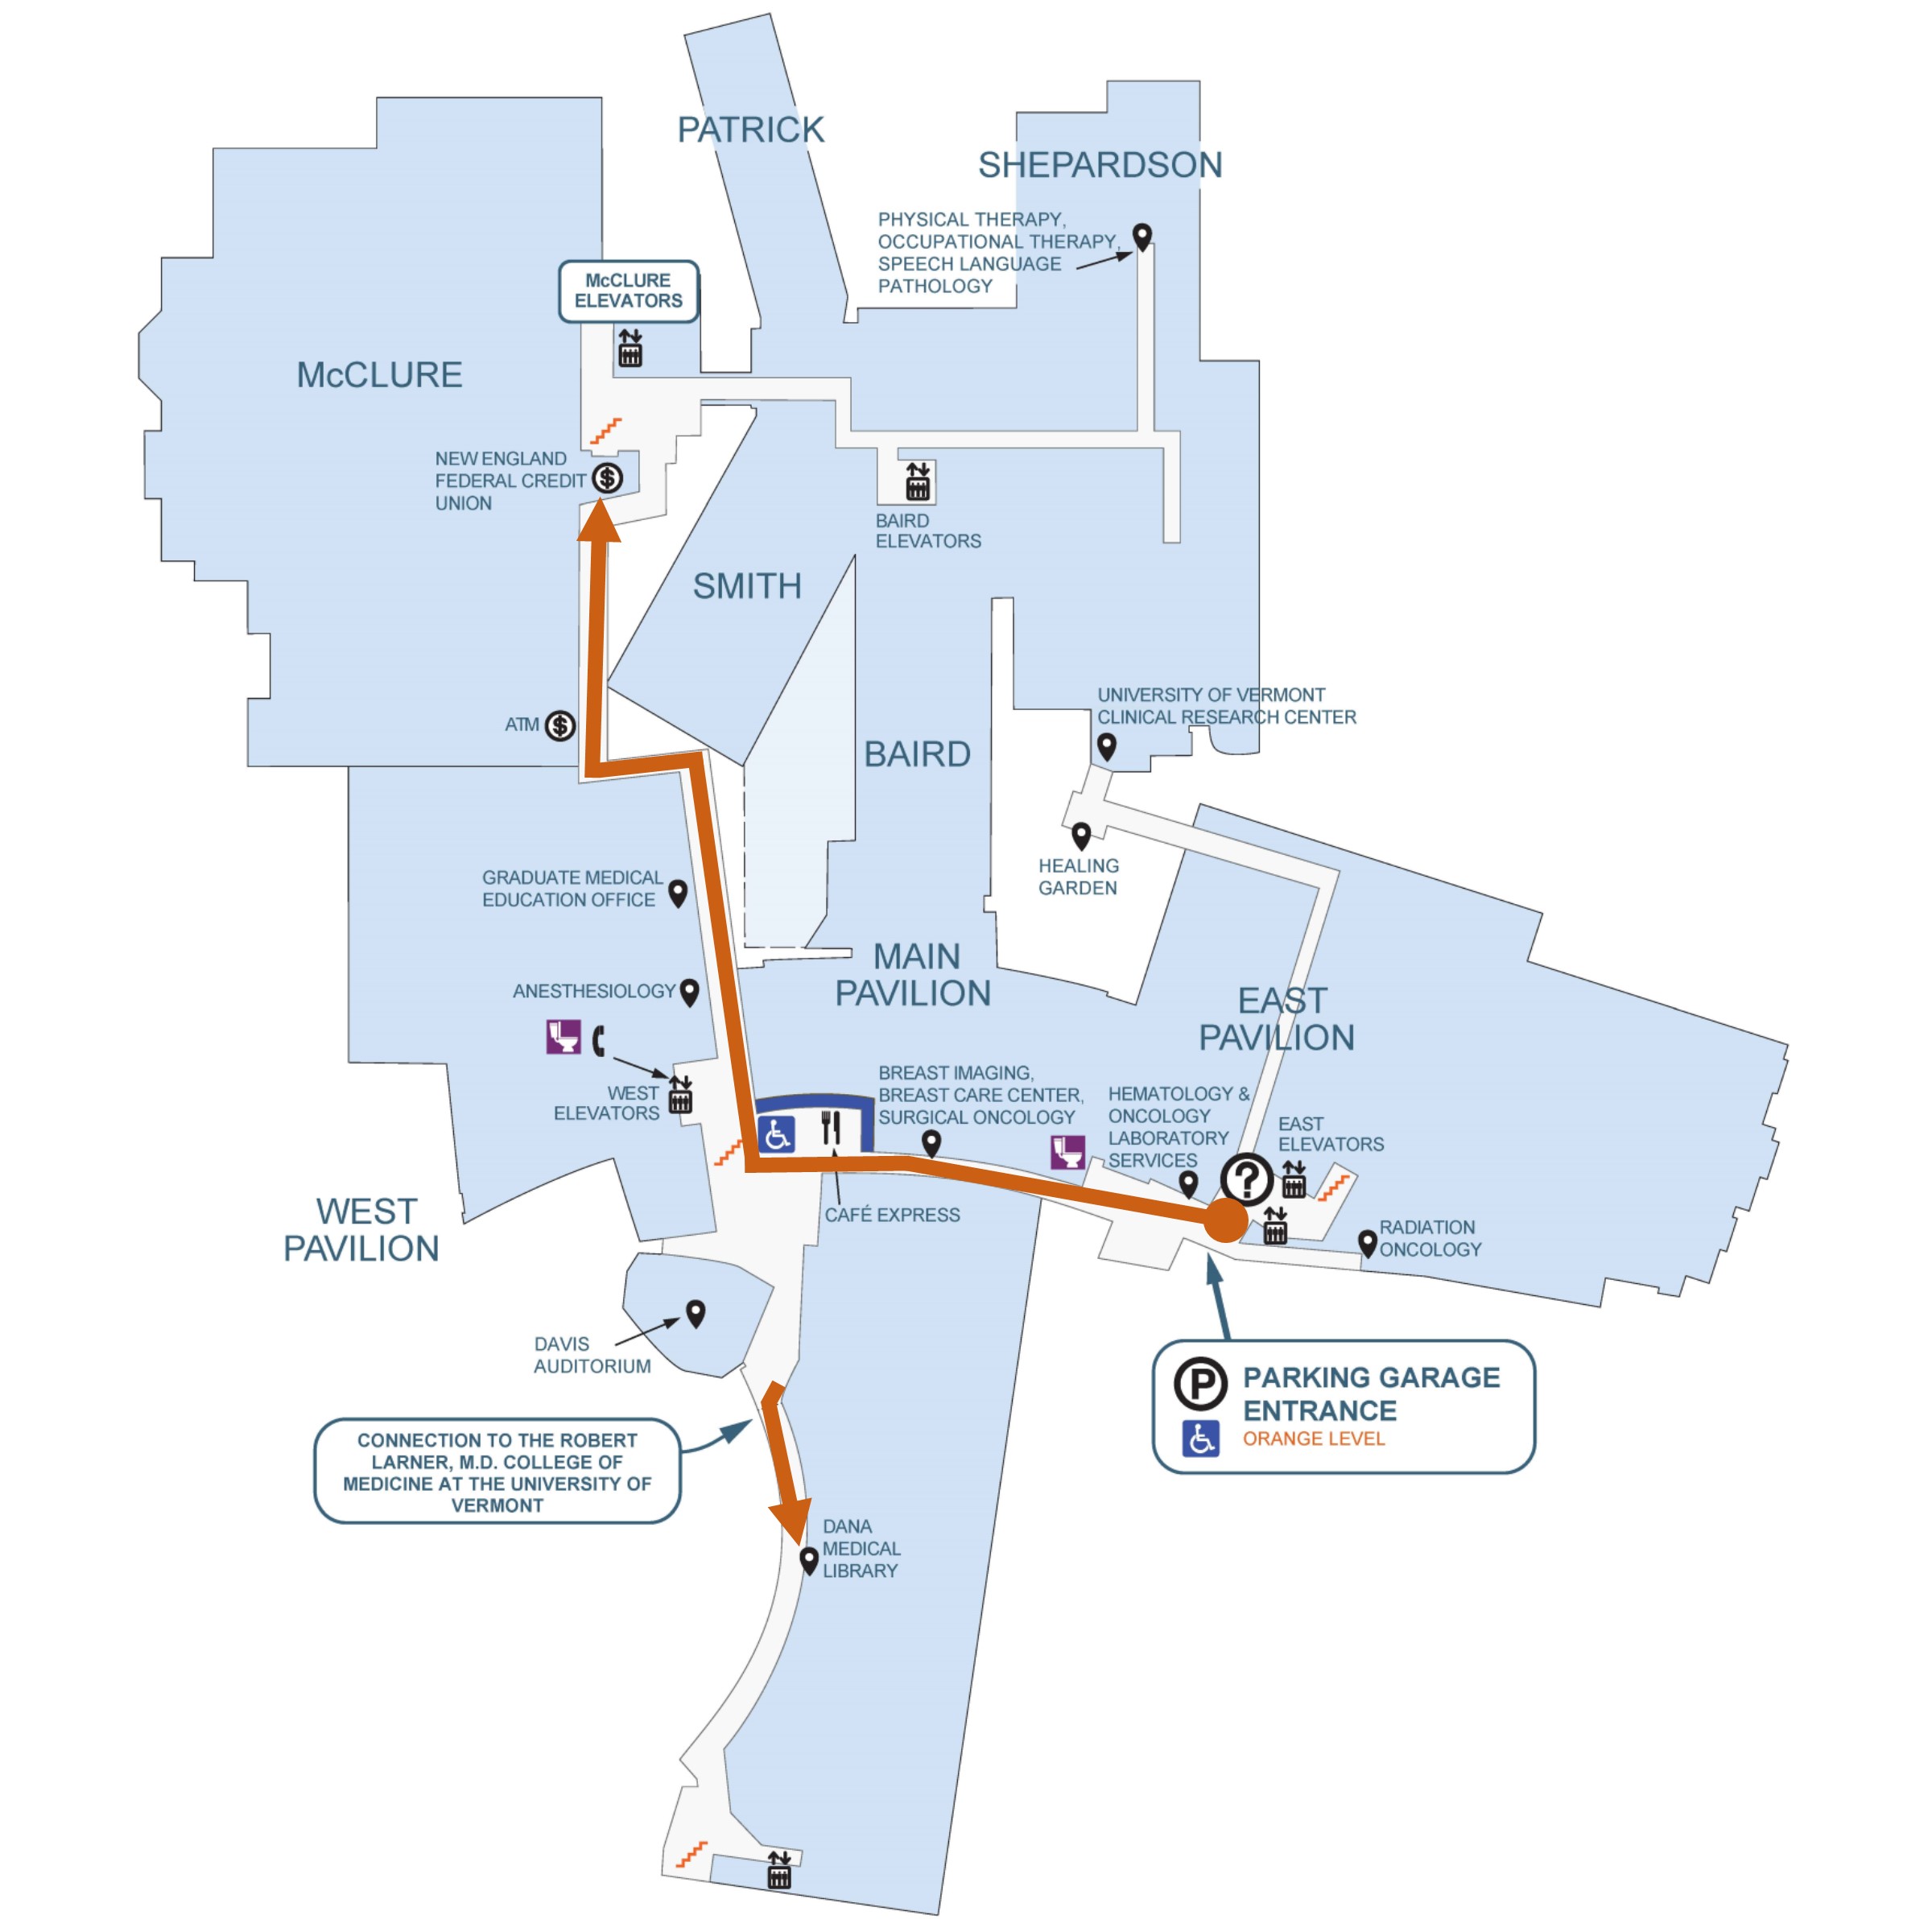 PATRICK
SHEPARDSON
PHYSICAL THERAPY,
OCCUPATIONAL THERAPY,
SPEECH LANGUAGE
PATHOLOGY
McCLURE
ELEVATORS
McCLURE
NEW ENGLAND
FEDERAL CREDIT
UNION
$
BAIRD
ELEVATORS
SMITH
UNIVERSITY OF VERMONT
CLINICAL RESEARCH CENTER
ATM
$
BAIRD
HEALING
GARDEN
GRADUATE MEDICAL
EDUCATION OFFICE
MAIN
PAVILION
ANESTHESIOLOGY
EAST
PAVILION
WEST
ELEVATORS
BREAST IMAGING,
BREAST CARE CENTER,
SURGICAL ONCOLOGY
HEMATOLOGY &
ONCOLOGY
LABORATORY
SERVICES
EAST
ELEVATORS
?
WEST
PAVILION
CAFÉ EXPRESS
RADIATION
ONCOLOGY
DAVIS
AUDITORIUM
P
PARKING GARAGE
ENTRANCE
ORANGE LEVEL
CONNECTION TO THE ROBERT
LARNER, M.D. COLLEGE OF
MEDICINE AT THE UNIVERSITY OF
VERMONT
DANA
MEDICAL
LIBRARY